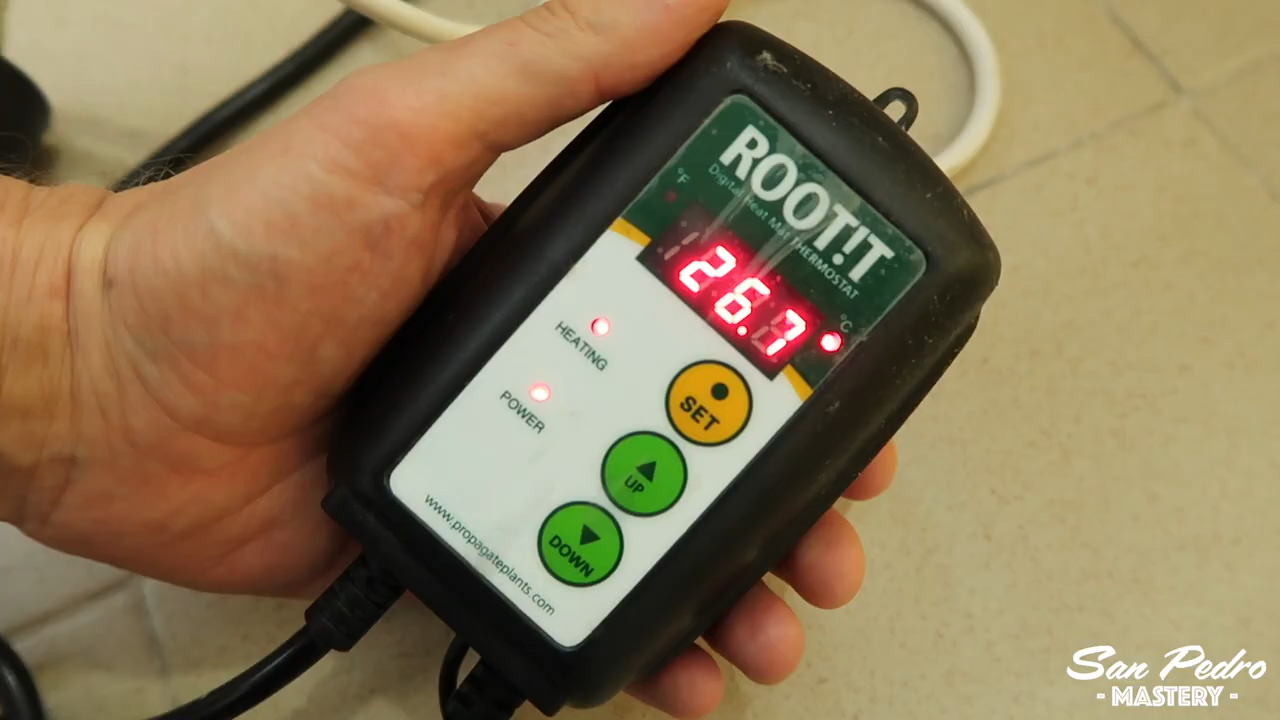 ROOT!T
Digital Heat Mat THERMOSTAT
°F
26.7
°C
HEATING
POWER
SET
UP
DOWN
www.propagateplants.com
San Pedro
- MASTERY -